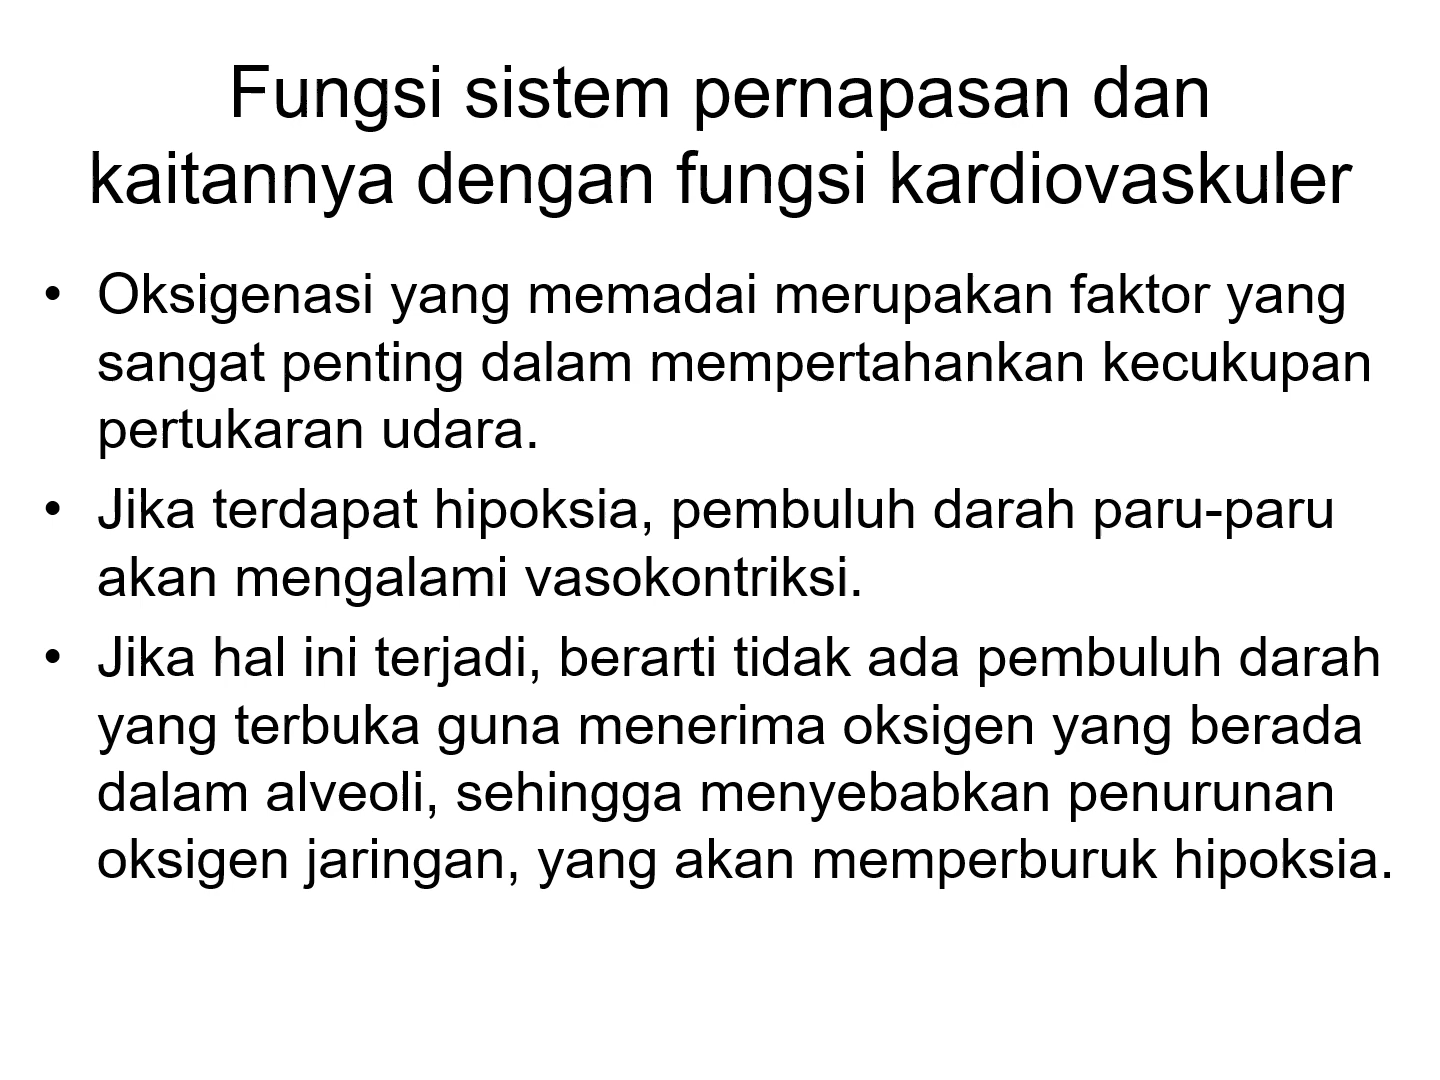 Fungsi sistem pernapasan dan
kaitannya dengan fungsi kardiovaskuler
• Oksigenasi yang memadai merupakan faktor yang
sangat penting dalam mempertahankan kecukupan
pertukaran udara.
• Jika terdapat hipoksia, pembuluh darah paru-paru
akan mengalami vasokontriksi.
• Jika hal ini terjadi, berarti tidak ada pembuluh darah
yang terbuka guna menerima oksigen yang berada
dalam alveoli, sehingga menyebabkan penurunan
oksigen jaringan, yang akan memperburuk hipoksia.